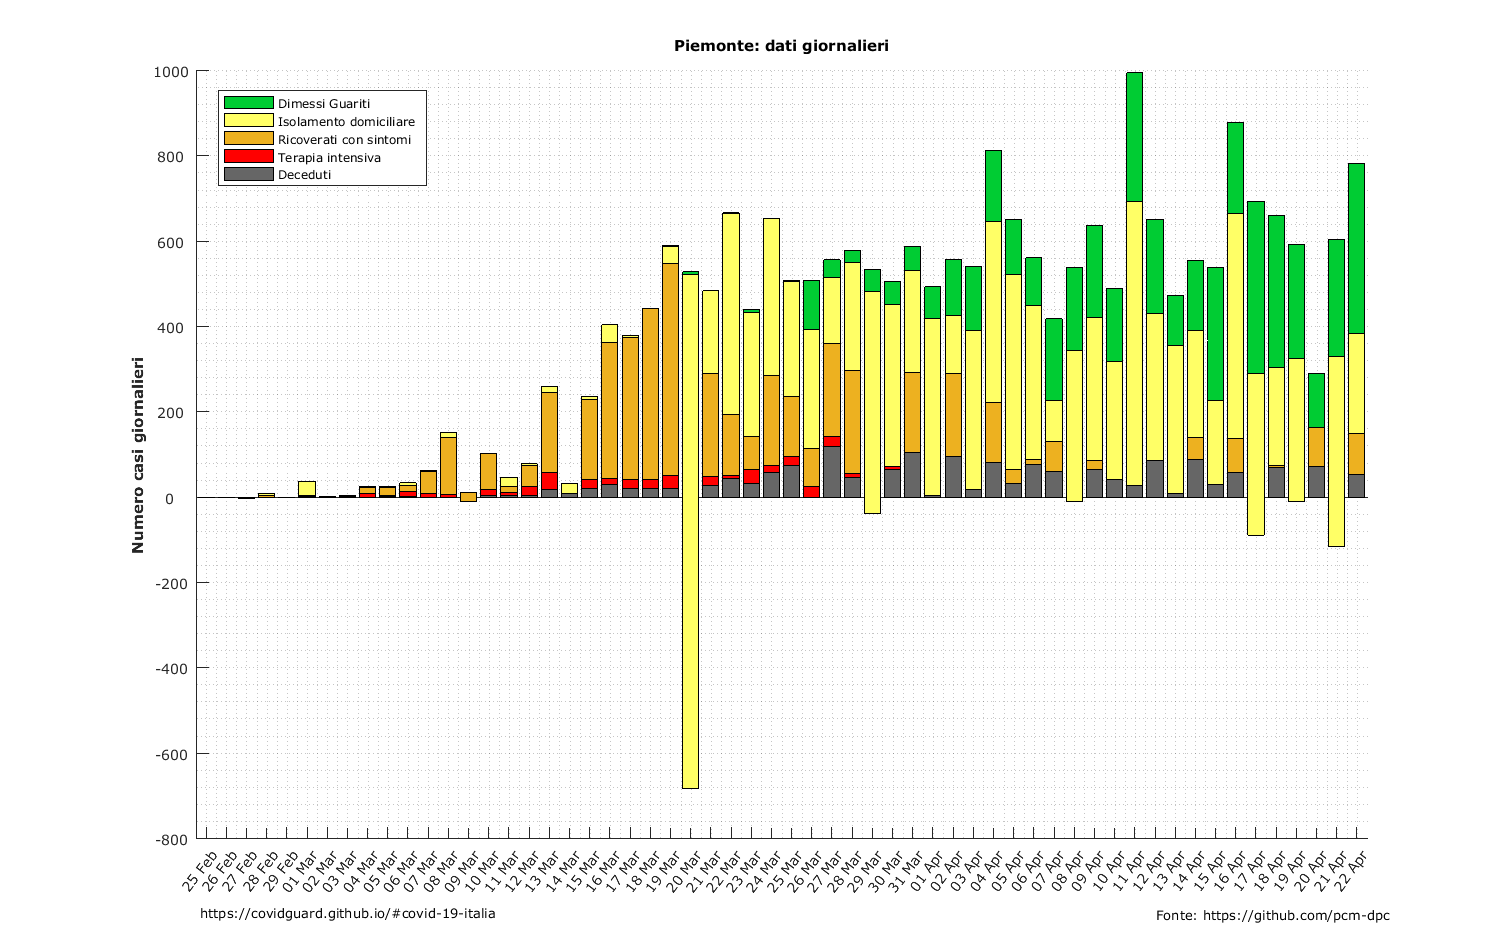 Piemonte: dati giornalieri
1000
800
600
400
200
0
-200
-400
-600
-800
Numero casi giornalieri
Dimessi Guariti
Isolamento domiciliare
Ricoverati con sintomi
Terapia intensiva
Deceduti
25 Feb
26 Feb
27 Feb
28 Feb
29 Feb
01 Mar
02 Mar
03 Mar
04 Mar
05 Mar
06 Mar
07 Mar
08 Mar
09 Mar
10 Mar
11 Mar
12 Mar
13 Mar
14 Mar
15 Mar
16 Mar
17 Mar
18 Mar
19 Mar
20 Mar
21 Mar
22 Mar
23 Mar
24 Mar
25 Mar
26 Mar
27 Mar
28 Mar
29 Mar
30 Mar
31 Mar
01 Apr
02 Apr
03 Apr
04 Apr
05 Apr
06 Apr
07 Apr
08 Apr
09 Apr
10 Apr
11 Apr
12 Apr
13 Apr
14 Apr
15 Apr
16 Apr
17 Apr
18 Apr
19 Apr
20 Apr
21 Apr
22 Apr
https://covidguard.github.io/#covid-19-italia
Fonte: https://github.com/pcm-dpc